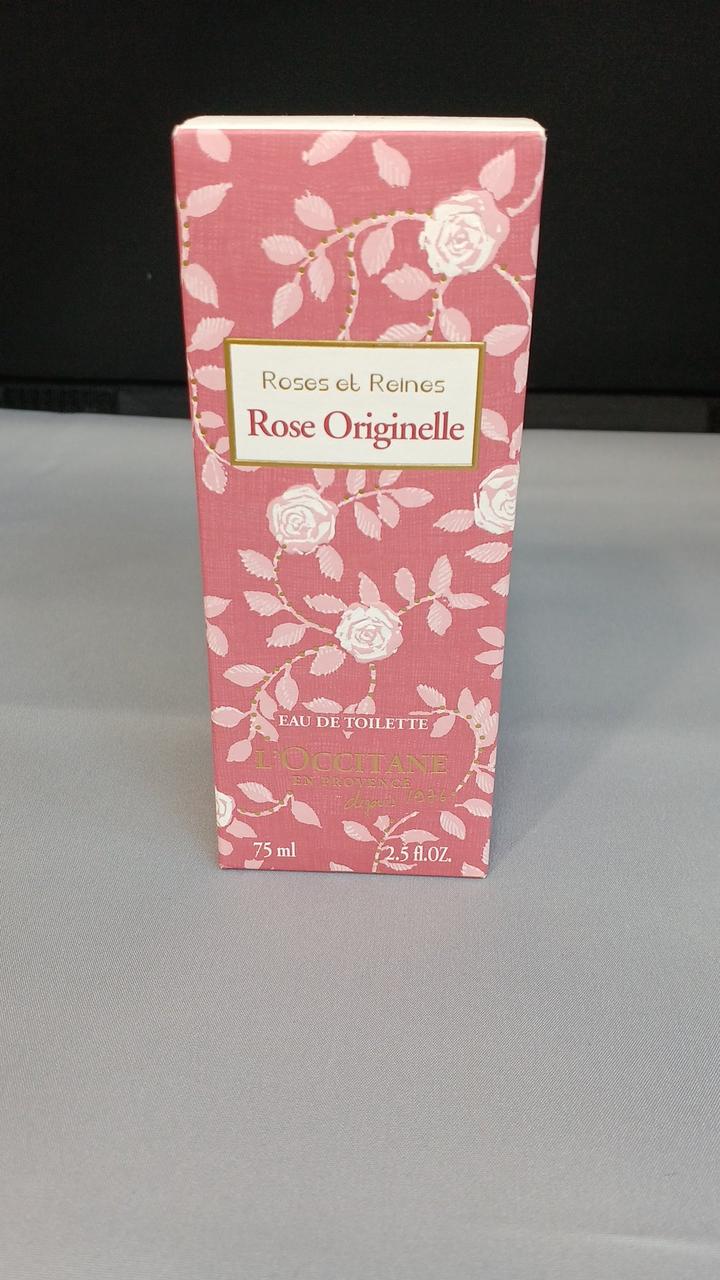 Roses et Reines
Rose Originelle
EAU DE TOILETTE
L'OCCITANE
EN PROVENCE
depuis 1976
75 ml 2.5 fl.OZ.